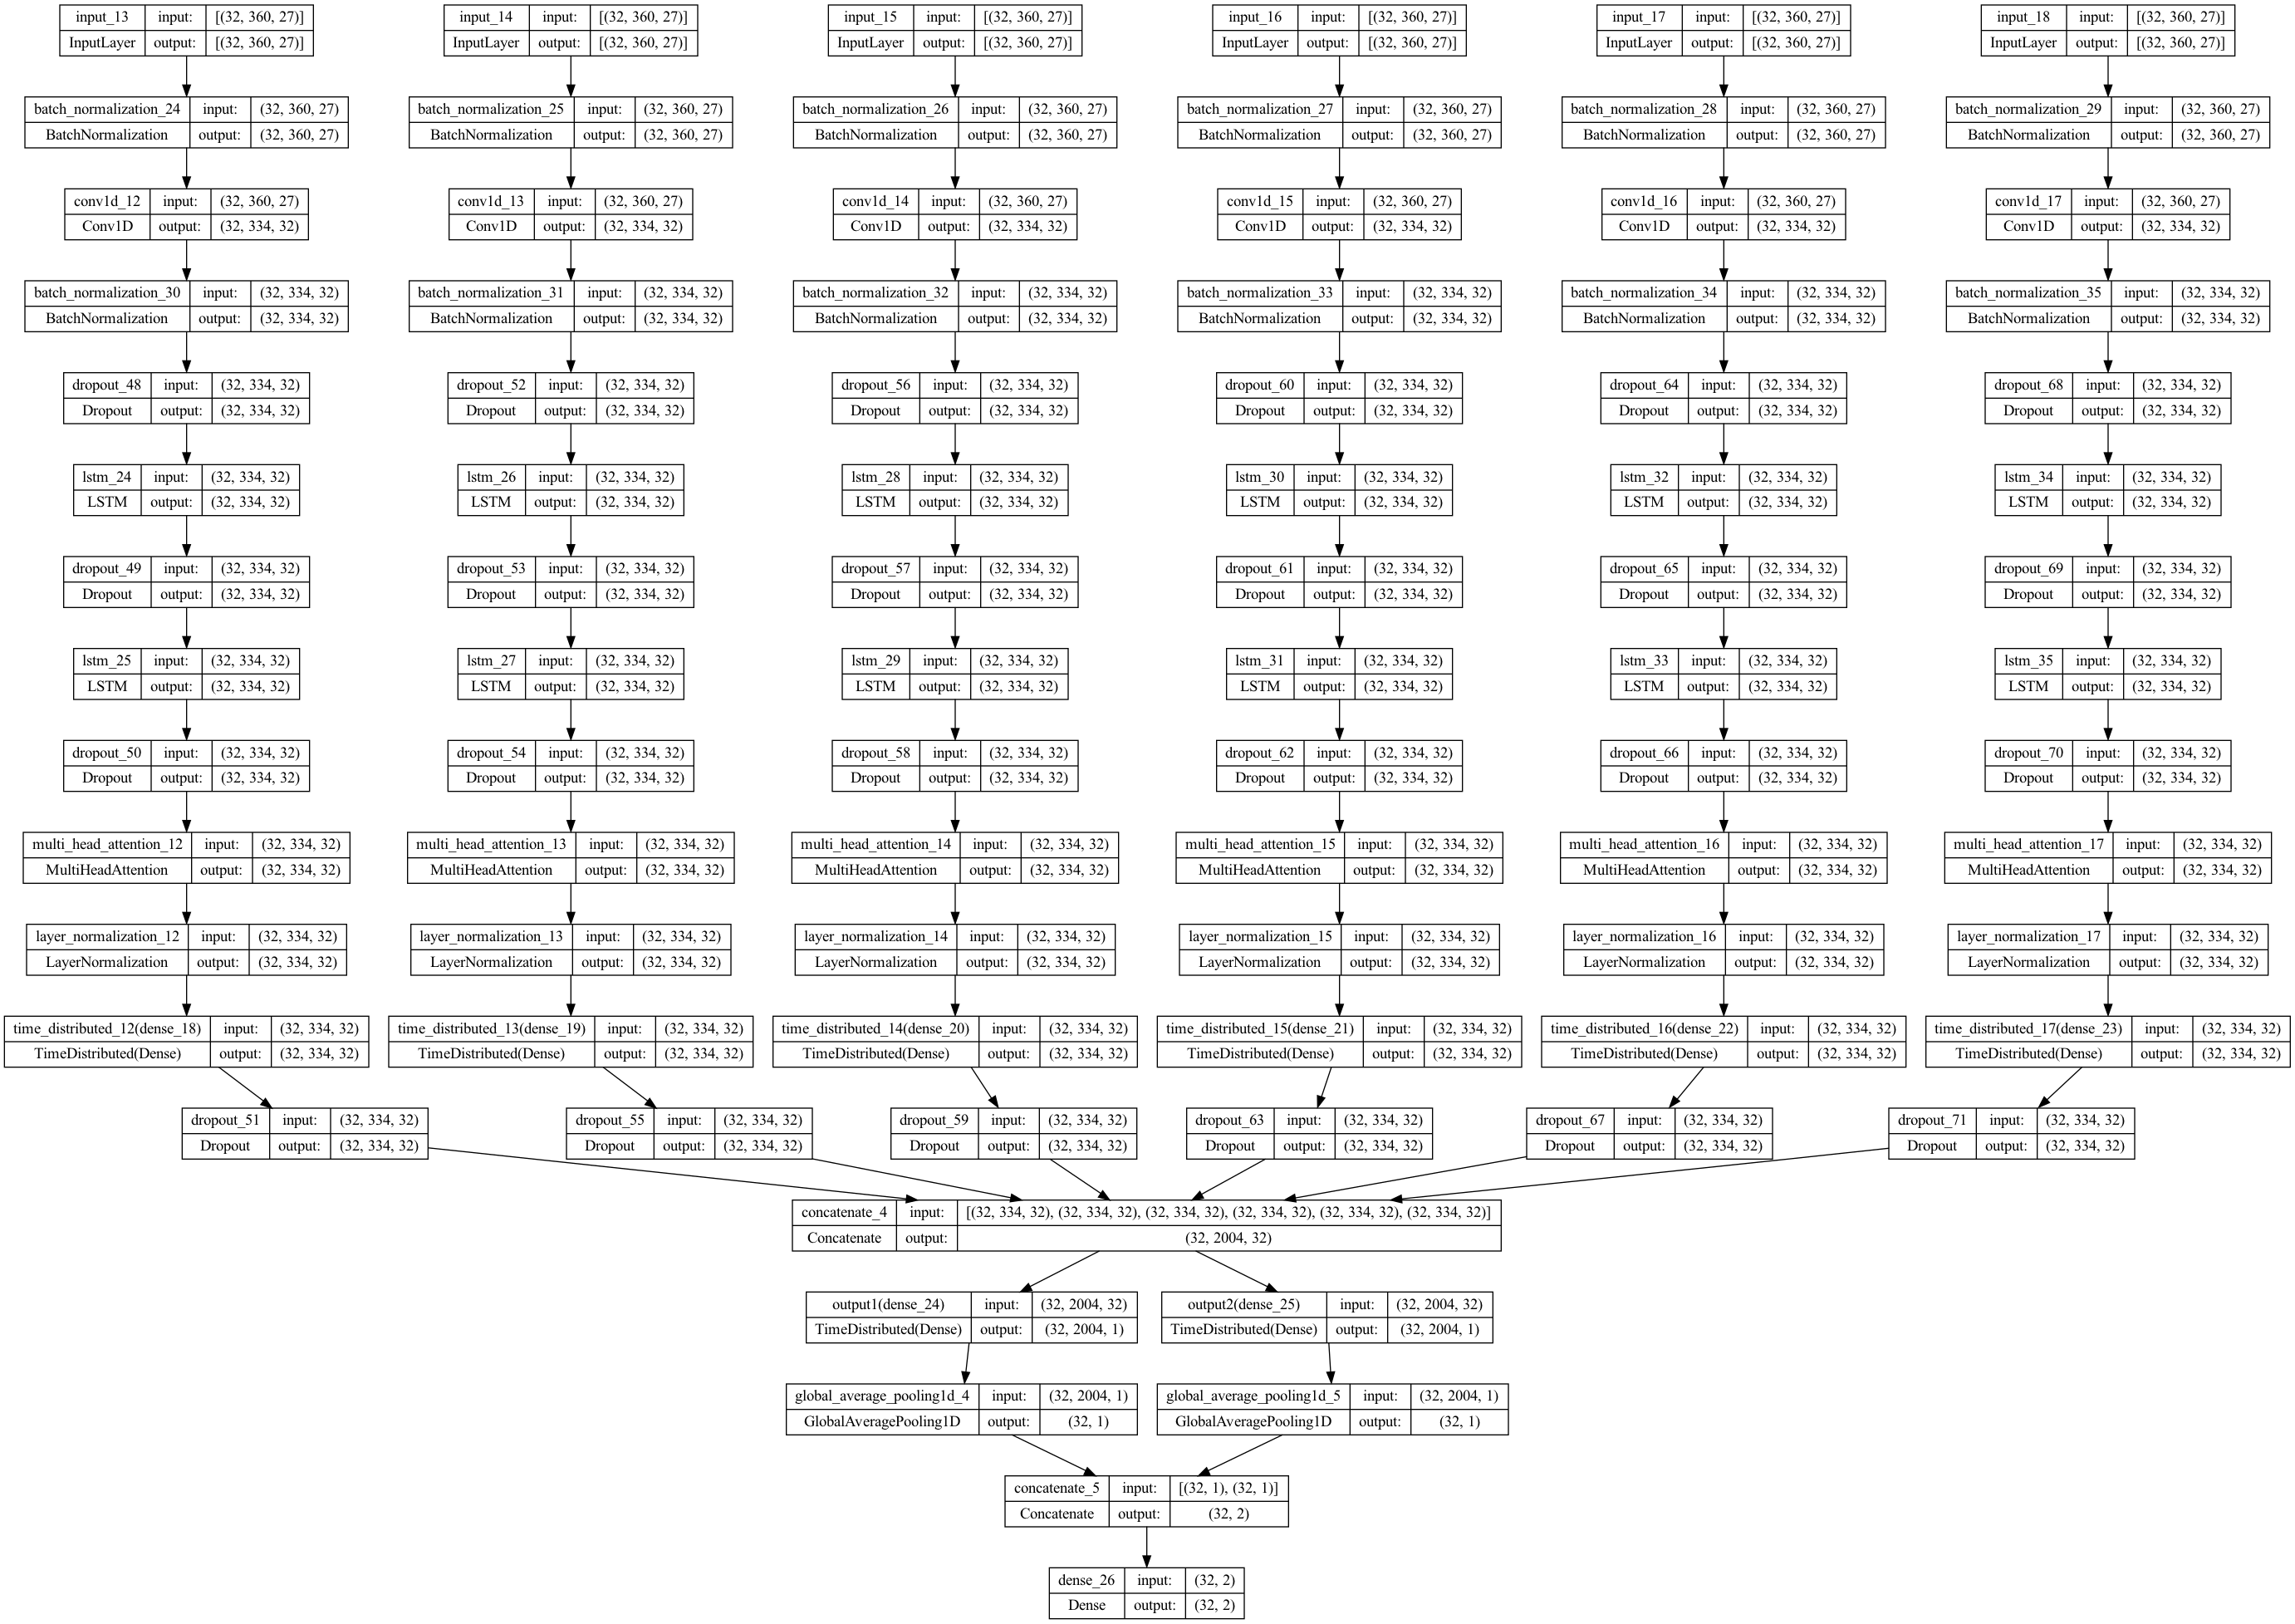 input_13 input: [(32, 360, 27)] input_14 input: [(32, 360, 27)] input_15 input: [(32, 360, 27)] input_16 input: [(32, 360, 27)] input_17 input: [(32, 360, 27)] input_18 input: [(32, 360, 27)]
InputLayer output: [(32, 360, 27)] InputLayer output: [(32, 360, 27)] InputLayer output: [(32, 360, 27)] InputLayer output: [(32, 360, 27)] InputLayer output: [(32, 360, 27)] InputLayer output: [(32, 360, 27)]
batch_normalization_24 input: (32, 360, 27) batch_normalization_25 input: (32, 360, 27) batch_normalization_26 input: (32, 360, 27) batch_normalization_27 input: (32, 360, 27) batch_normalization_28 input: (32, 360, 27) batch_normalization_29 input: (32, 360, 27)
BatchNormalization output: (32, 360, 27) BatchNormalization output: (32, 360, 27) BatchNormalization output: (32, 360, 27) BatchNormalization output: (32, 360, 27) BatchNormalization output: (32, 360, 27) BatchNormalization output: (32, 360, 27)
conv1d_12 input: (32, 360, 27) conv1d_13 input: (32, 360, 27) conv1d_14 input: (32, 360, 27) conv1d_15 input: (32, 360, 27) conv1d_16 input: (32, 360, 27) conv1d_17 input: (32, 360, 27)
Conv1D output: (32, 334, 32) Conv1D output: (32, 334, 32) Conv1D output: (32, 334, 32) Conv1D output: (32, 334, 32) Conv1D output: (32, 334, 32) Conv1D output: (32, 334, 32)
batch_normalization_30 input: (32, 334, 32) batch_normalization_31 input: (32, 334, 32) batch_normalization_32 input: (32, 334, 32) batch_normalization_33 input: (32, 334, 32) batch_normalization_34 input: (32, 334, 32) batch_normalization_35 input: (32, 334, 32)
BatchNormalization output: (32, 334, 32) BatchNormalization output: (32, 334, 32) BatchNormalization output: (32, 334, 32) BatchNormalization output: (32, 334, 32) BatchNormalization output: (32, 334, 32) BatchNormalization output: (32, 334, 32)
dropout_48 input: (32, 334, 32) dropout_52 input: (32, 334, 32) dropout_56 input: (32, 334, 32) dropout_60 input: (32, 334, 32) dropout_64 input: (32, 334, 32) dropout_68 input: (32, 334, 32)
Dropout output: (32, 334, 32) Dropout output: (32, 334, 32) Dropout output: (32, 334, 32) Dropout output: (32, 334, 32) Dropout output: (32, 334, 32) Dropout output: (32, 334, 32)
lstm_24 input: (32, 334, 32) lstm_26 input: (32, 334, 32) lstm_28 input: (32, 334, 32) lstm_30 input: (32, 334, 32) lstm_32 input: (32, 334, 32) lstm_34 input: (32, 334, 32)
LSTM output: (32, 334, 32) LSTM output: (32, 334, 32) LSTM output: (32, 334, 32) LSTM output: (32, 334, 32) LSTM output: (32, 334, 32) LSTM output: (32, 334, 32)
dropout_49 input: (32, 334, 32) dropout_53 input: (32, 334, 32) dropout_57 input: (32, 334, 32) dropout_61 input: (32, 334, 32) dropout_65 input: (32, 334, 32) dropout_69 input: (32, 334, 32)
Dropout output: (32, 334, 32) Dropout output: (32, 334, 32) Dropout output: (32, 334, 32) Dropout output: (32, 334, 32) Dropout output: (32, 334, 32) Dropout output: (32, 334, 32)
lstm_25 input: (32, 334, 32) lstm_27 input: (32, 334, 32) lstm_29 input: (32, 334, 32) lstm_31 input: (32, 334, 32) lstm_33 input: (32, 334, 32) lstm_35 input: (32, 334, 32)
LSTM output: (32, 334, 32) LSTM output: (32, 334, 32) LSTM output: (32, 334, 32) LSTM output: (32, 334, 32) LSTM output: (32, 334, 32) LSTM output: (32, 334, 32)
dropout_50 input: (32, 334, 32) dropout_54 input: (32, 334, 32) dropout_58 input: (32, 334, 32) dropout_62 input: (32, 334, 32) dropout_66 input: (32, 334, 32) dropout_70 input: (32, 334, 32)
Dropout output: (32, 334, 32) Dropout output: (32, 334, 32) Dropout output: (32, 334, 32) Dropout output: (32, 334, 32) Dropout output: (32, 334, 32) Dropout output: (32, 334, 32)
multi_head_attention_12 input: (32, 334, 32) multi_head_attention_13 input: (32, 334, 32) multi_head_attention_14 input: (32, 334, 32) multi_head_attention_15 input: (32, 334, 32) multi_head_attention_16 input: (32, 334, 32) multi_head_attention_17 input: (32, 334, 32)
MultiHeadAttention output: (32, 334, 32) MultiHeadAttention output: (32, 334, 32) MultiHeadAttention output: (32, 334, 32) MultiHeadAttention output: (32, 334, 32) MultiHeadAttention output: (32, 334, 32) MultiHeadAttention output: (32, 334, 32)
layer_normalization_12 input: (32, 334, 32) layer_normalization_13 input: (32, 334, 32) layer_normalization_14 input: (32, 334, 32) layer_normalization_15 input: (32, 334, 32) layer_normalization_16 input: (32, 334, 32) layer_normalization_17 input: (32, 334, 32)
LayerNormalization output: (32, 334, 32) LayerNormalization output: (32, 334, 32) LayerNormalization output: (32, 334, 32) LayerNormalization output: (32, 334, 32) LayerNormalization output: (32, 334, 32) LayerNormalization output: (32, 334, 32)
time_distributed_12(dense_18) input: (32, 334, 32) time_distributed_13(dense_19) input: (32, 334, 32) time_distributed_14(dense_20) input: (32, 334, 32) time_distributed_15(dense_21) input: (32, 334, 32) time_distributed_16(dense_22) input: (32, 334, 32) time_distributed_17(dense_23) input: (32, 334, 32)
TimeDistributed(Dense) output: (32, 334, 32) TimeDistributed(Dense) output: (32, 334, 32) TimeDistributed(Dense) output: (32, 334, 32) TimeDistributed(Dense) output: (32, 334, 32) TimeDistributed(Dense) output: (32, 334, 32) TimeDistributed(Dense) output: (32, 334, 32)
dropout_51 input: (32, 334, 32) dropout_55 input: (32, 334, 32) dropout_59 input: (32, 334, 32) dropout_63 input: (32, 334, 32) dropout_67 input: (32, 334, 32) dropout_71 input: (32, 334, 32)
Dropout output: (32, 334, 32) Dropout output: (32, 334, 32) Dropout output: (32, 334, 32) Dropout output: (32, 334, 32) Dropout output: (32, 334, 32) Dropout output: (32, 334, 32)
concatenate_4 input: [(32, 334, 32), (32, 334, 32), (32, 334, 32), (32, 334, 32), (32, 334, 32), (32, 334, 32)]
Concatenate output: (32, 2004, 32)
output1(dense_24) input: (32, 2004, 32) output2(dense_25) input: (32, 2004, 32)
TimeDistributed(Dense) output: (32, 2004, 1) TimeDistributed(Dense) output: (32, 2004, 1)
global_average_pooling1d_4 input: (32, 2004, 1) global_average_pooling1d_5 input: (32, 2004, 1)
GlobalAveragePooling1D output: (32, 1) GlobalAveragePooling1D output: (32, 1)
concatenate_5 input: [(32, 1), (32, 1)]
Concatenate output: (32, 2)
dense_26 input: (32, 2)
Dense output: (32, 2)